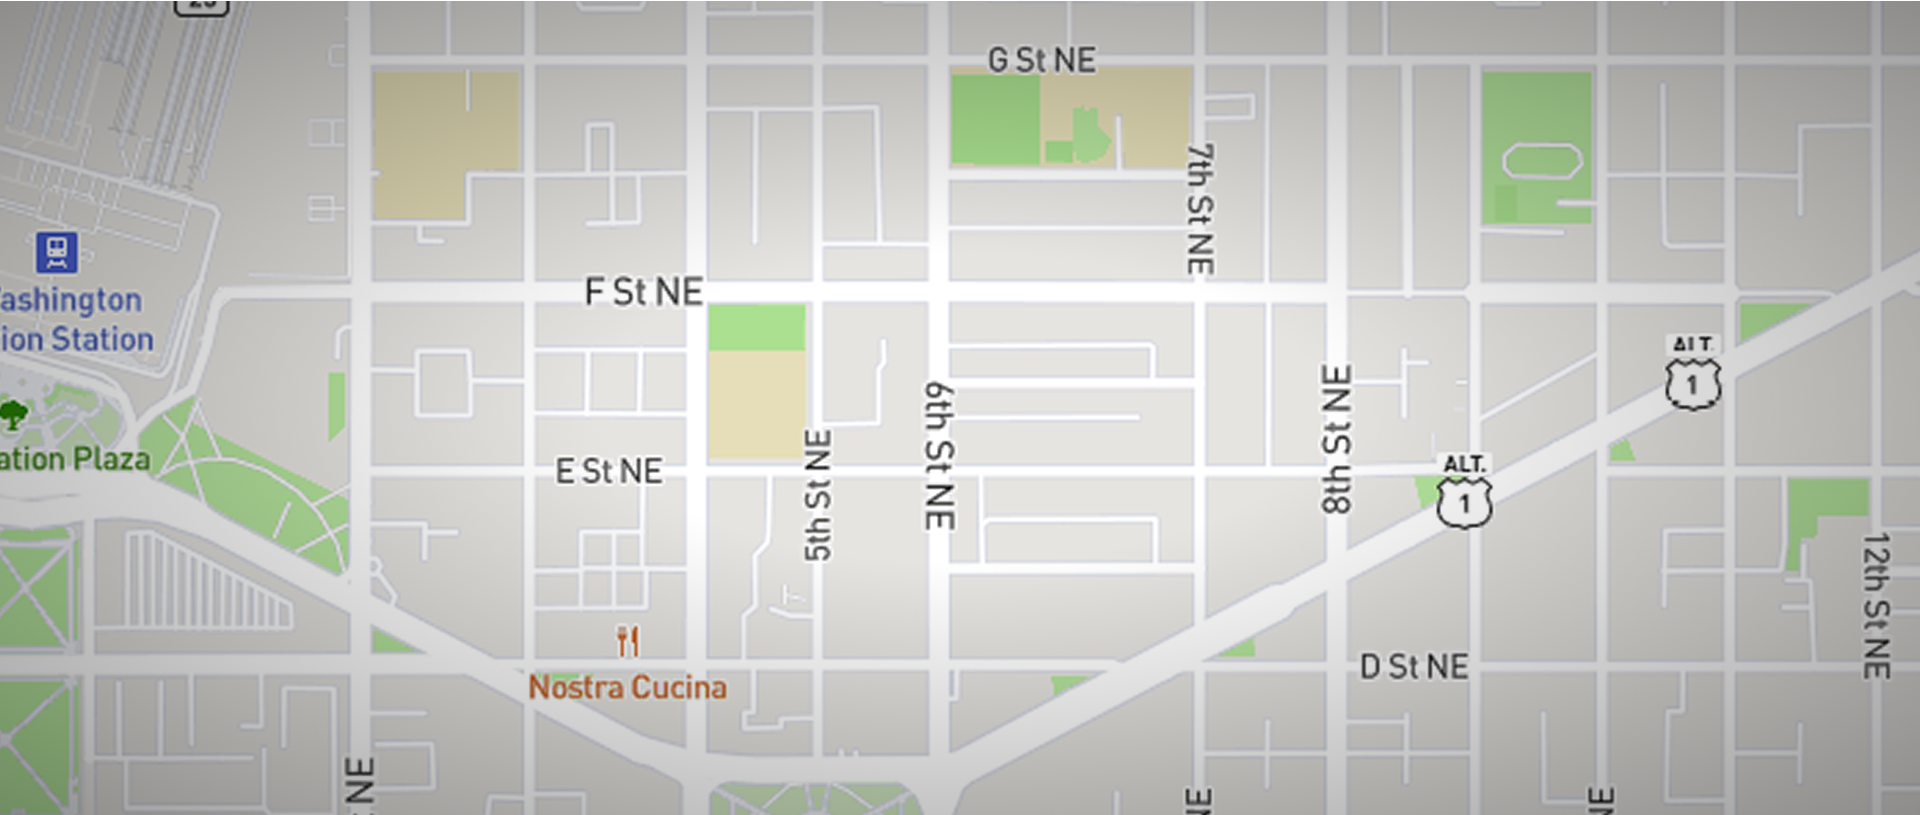 G St NE
7th St NE
ashington
ion Station
F St NE
ALT.
1
6th St NE
8th St NE
ation Plaza
E St NE
5th St NE
ALT.
1
12th St NE
Nostra Cucina
D St NE
NE
NE
NE